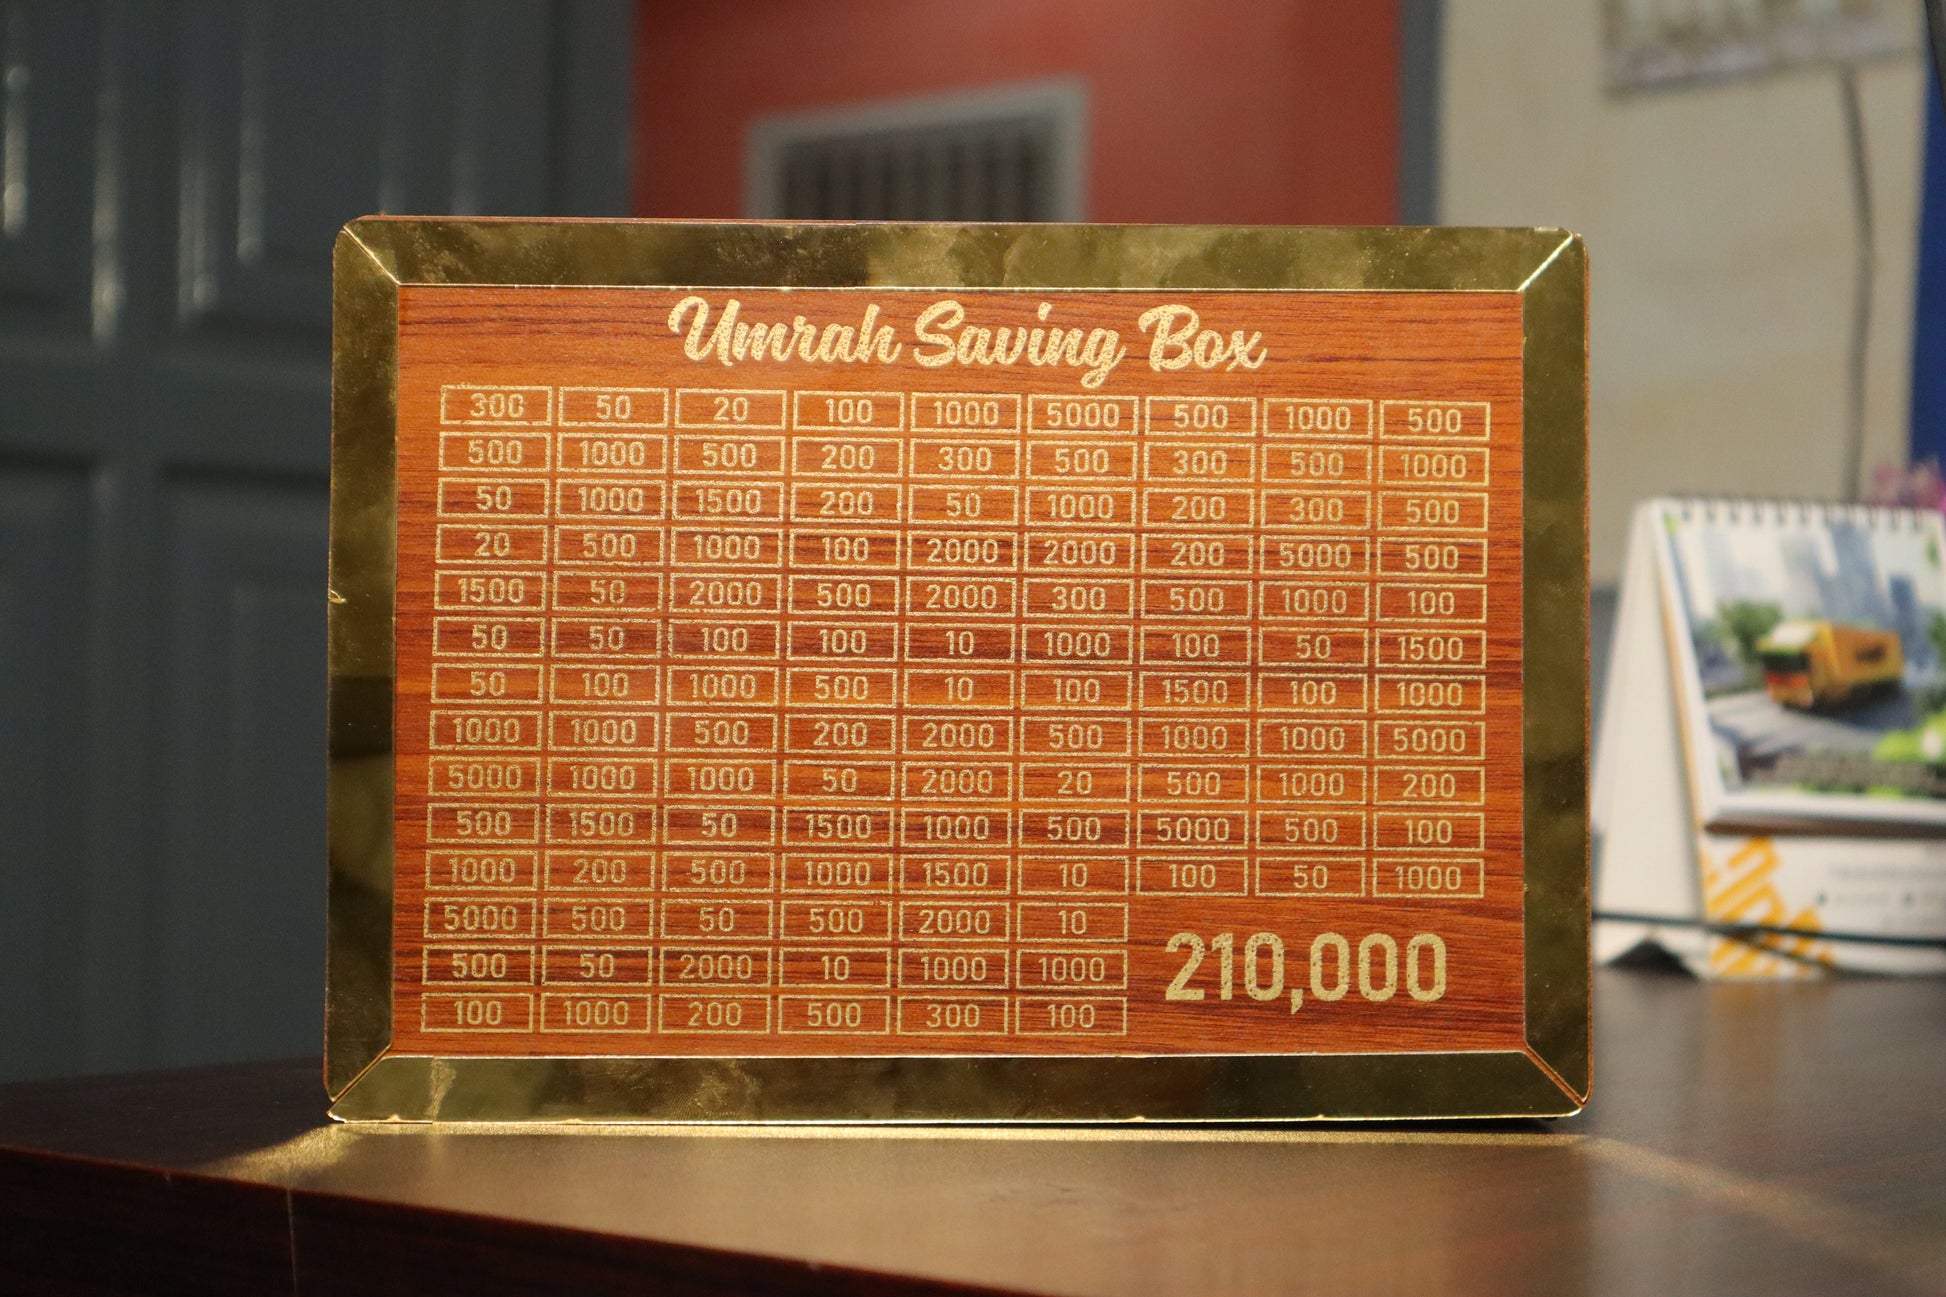 Umrah Saving Box
300 50 20 100 1000 5000 500 1000 500
500 1000 500 200 300 500 300 500 1000
50 1000 1500 200 50 1000 200 300 500
20 500 1000 100 2000 2000 200 5000 500
1500 50 2000 500 2000 300 500 1000 100
50 50 100 100 10 1000 100 50 1500
50 100 1000 500 10 100 1500 100 1000
1000 1000 500 200 2000 500 1000 1000 5000
5000 1000 1000 50 2000 20 500 1000 200
500 1500 50 1500 1000 500 5000 500 100
1000 200 500 1000 1500 10 100 50 1000
5000 500 50 500 2000 10
500 50 2000 10 1000 1000
100 1000 200 500 300 100
210,000